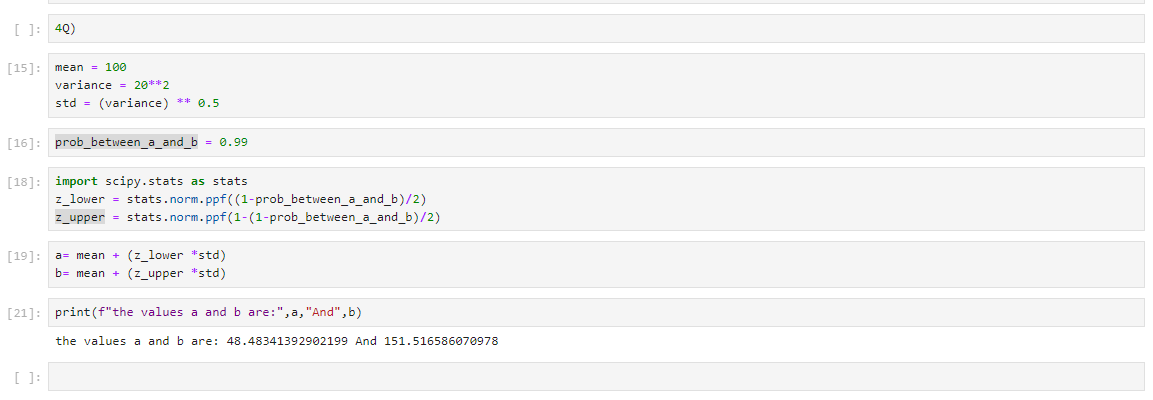 [ ]: 4Q)
[15]: mean = 100
variance = 20**2
std = (variance) ** 0.5
[16]: prob_between_a_and_b = 0.99
[18]: import scipy.stats as stats
z_lower = stats.norm.ppf((1-prob_between_a_and_b)/2)
z_upper = stats.norm.ppf(1-(1-prob_between_a_and_b)/2)
[19]: a= mean + (z_lower *std)
b= mean + (z_upper *std)
[21]: print(f"the values a and b are:",a,"And",b)
the values a and b are: 48.48341392902199 And 151.516586070978
[ ]: